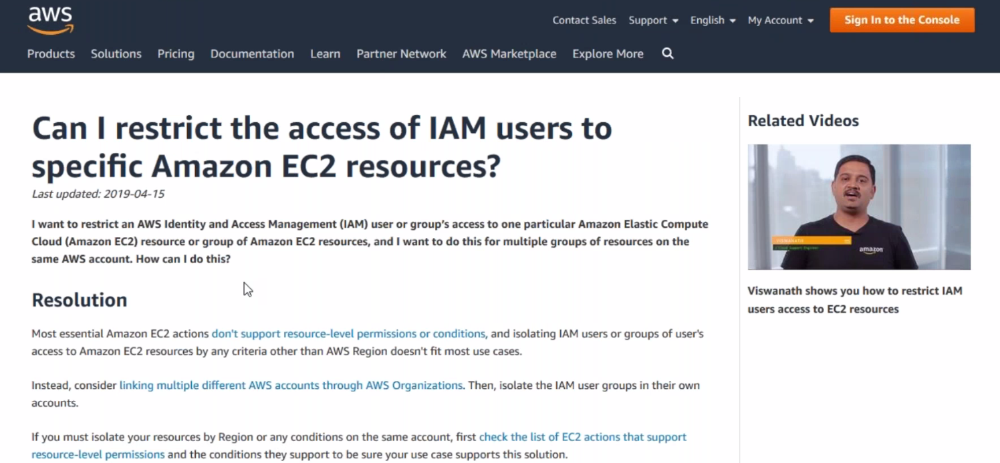 aws
Contact Sales Support English My Account Sign In to the Console
Products Solutions Pricing Documentation Learn Partner Network AWS Marketplace Explore More
Can I restrict the access of IAM users to
specific Amazon EC2 resources?
Last updated: 2019-04-15
I want to restrict an AWS Identity and Access Management (IAM) user or group's access to one particular Amazon Elastic Compute
Cloud (Amazon EC2) resource or group of Amazon EC2 resources, and I want to do this for multiple groups of resources on the
same AWS account. How can I do this?
Resolution
Most essential Amazon EC2 actions don't support resource-level permissions or conditions, and isolating IAM users or groups of user's
access to Amazon EC2 resources by any criteria other than AWS Region doesn't fit most use cases.
Instead, consider linking multiple different AWS accounts through AWS Organizations. Then, isolate the IAM user groups in their own
accounts.
If you must isolate your resources by Region or any conditions on the same account, first check the list of EC2 actions that support
resource-level permissions and the conditions they support to be sure your use case supports this solution.
Related Videos
VISWANATH
Cloud Support Engineer
amazon
Viswanath shows you how to restrict IAM
users access to EC2 resources